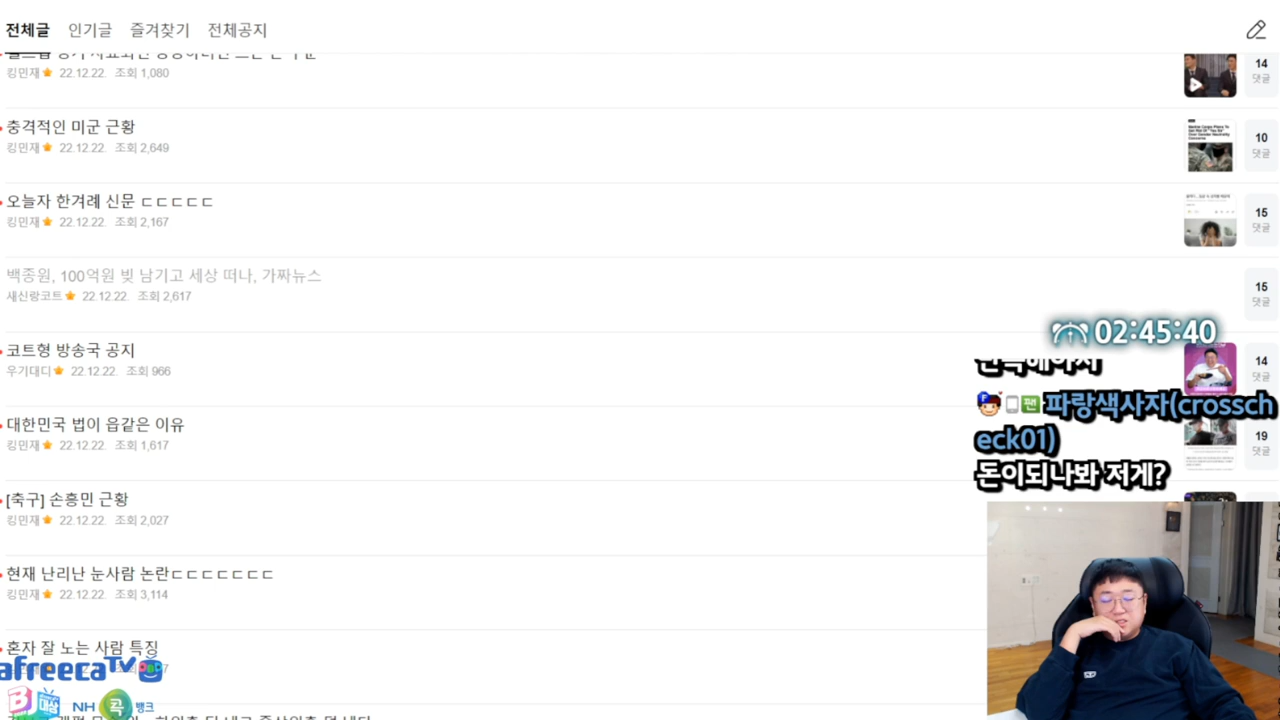 전체글 인기글 즐겨찾기 전체공지
킹민재 22.12.22. 조회 1,080
14
댓글
충격적인 미군 근황
킹민재 22.12.22. 조회 2,649
10
댓글
오늘자 한겨레 신문 ㄷㄷㄷㄷㄷ
킹민재 22.12.22. 조회 2,167
15
댓글
백종원, 100억원 빚 남기고 세상 떠나, 가짜뉴스
새신랑코트 22.12.22. 조회 2,617
15
댓글
02:45:40
코트형 방송국 공지
우기대디 22.12.22. 조회 966
14
댓글
파랑색사자(crossch
eck01)
돈이되나봐 저게?
대한민국 법이 읍같은 이유
킹민재 22.12.22. 조회 1,617
19
댓글
[축구] 손흥민 근황
킹민재 22.12.22. 조회 2,027
현재 난리난 눈사람 논란ㄷㄷㄷㄷㄷㄷㄷ
킹민재 22.12.22. 조회 3,114
혼자 잘 노는 사람 특징
afreecaTV
NH 콕 뱅크